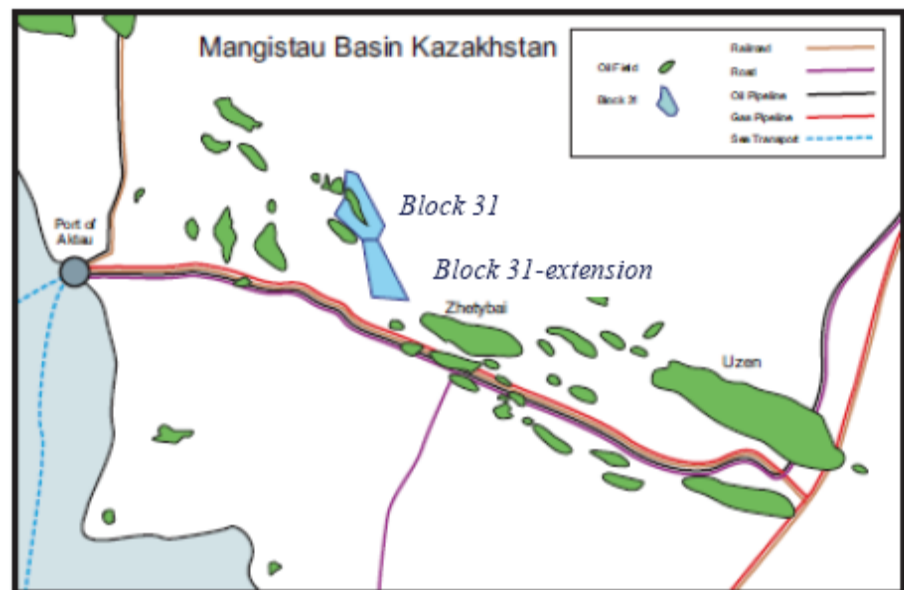 Mangistau Basin Kazakhstan
Oil Field
Block 31
Railroad
Road
Oil Pipeline
Gas Pipeline
Sea Transport
Block 31
Port of
Aktau
Block 31-extension
Zhetybai
Uzen